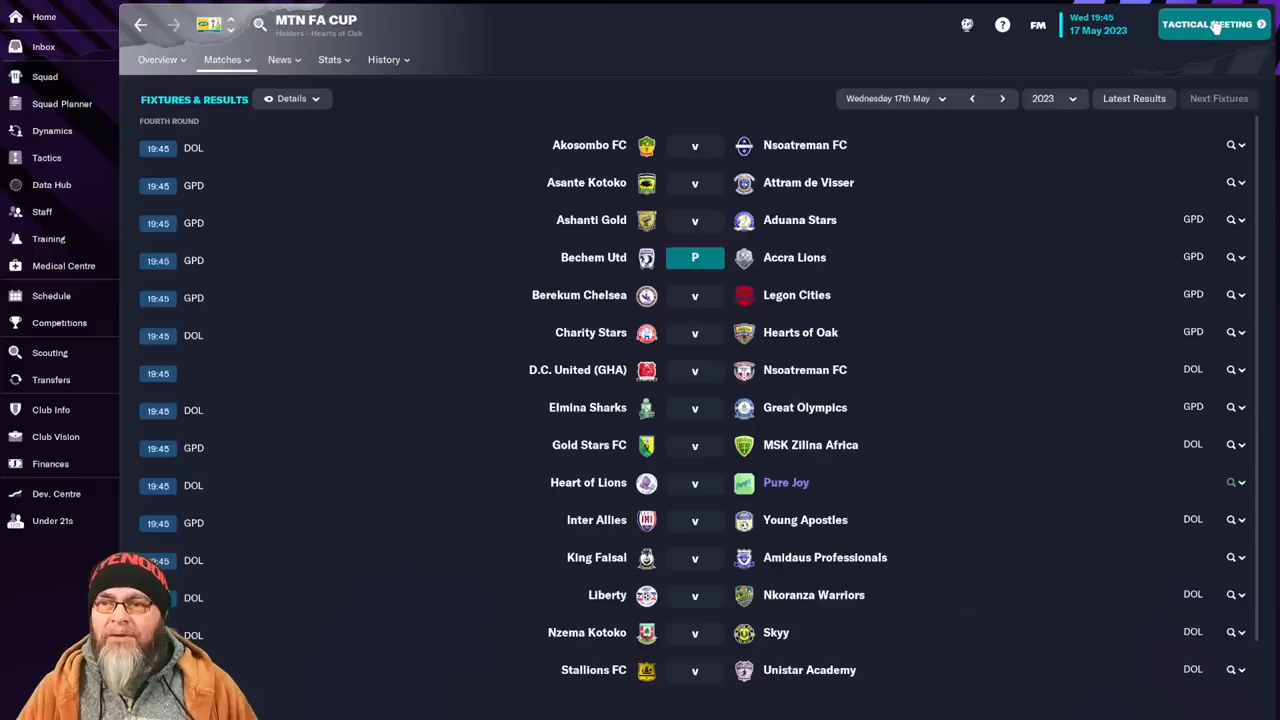 Home
Inbox
Squad
Squad Planner
Dynamics
Tactics
Data Hub
Staff
Training
Medical Centre
Schedule
Competitions
Scouting
Transfers
Club Info
Club Vision
Finances
Dev. Centre
Under 21s
MTN FA CUP
Holders - Hearts of Oak
FM
Wed 19:45
17 May 2023
TACTICAL MEETING
Overview
Matches
News
Stats
History
FIXTURES & RESULTS
Details
Wednesday 17th May
2023
Latest Results
Next Fixtures
FOURTH ROUND
19:45 DOL Akosombo FC v Nsoatreman FC
19:45 GPD Asante Kotoko v Attram de Visser
19:45 GPD Ashanti Gold v Aduana Stars GPD
19:45 GPD Bechem Utd P Accra Lions GPD
19:45 GPD Berekum Chelsea v Legon Cities GPD
19:45 DOL Charity Stars v Hearts of Oak GPD
19:45 D.C. United (GHA) v Nsoatreman FC DOL
19:45 DOL Elmina Sharks v Great Olympics GPD
19:45 GPD Gold Stars FC v MSK Zilina Africa DOL
19:45 DOL Heart of Lions v Pure Joy
19:45 GPD Inter Allies v Young Apostles DOL
:45 DOL King Faisal v Amidaus Professionals
DOL Liberty v Nkoranza Warriors DOL
DOL Nzema Kotoko v Skyy DOL
Stallions FC v Unistar Academy DOL